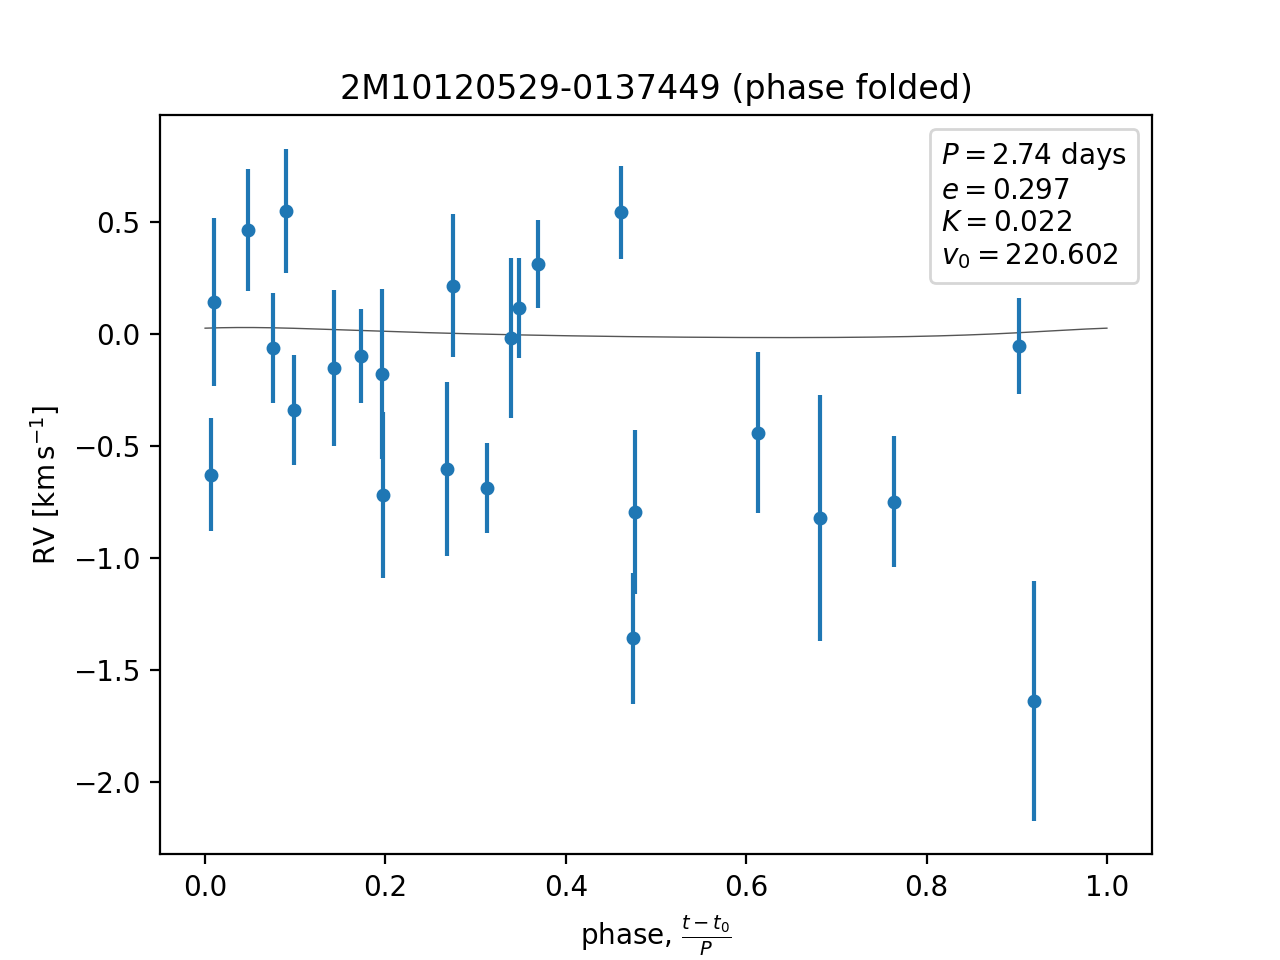 2M10120529-0137449 (phase folded)
P = 2.74 days
e = 0.297
K = 0.022
v₀ = 220.602
0.5
0.0
−0.5
−1.0
−1.5
−2.0
RV [km s⁻¹]
0.0 0.2 0.4 0.6 0.8 1.0
phase, (t − t₀)/P